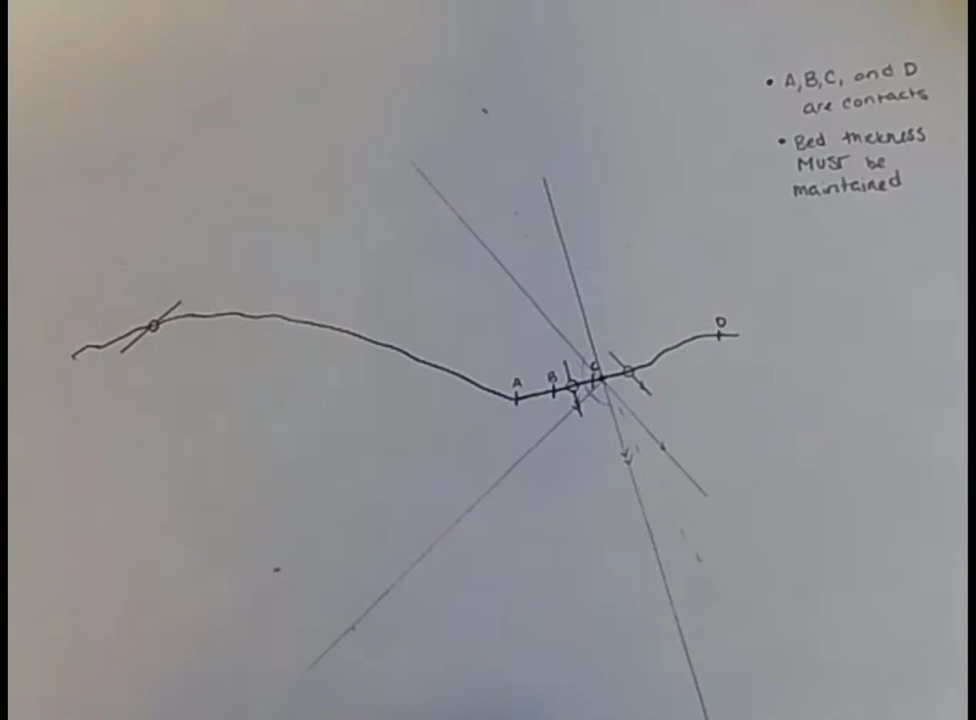 • A,B,C, and D
are contacts
• Bed thickness
MUST be
maintained
D
C
B
A